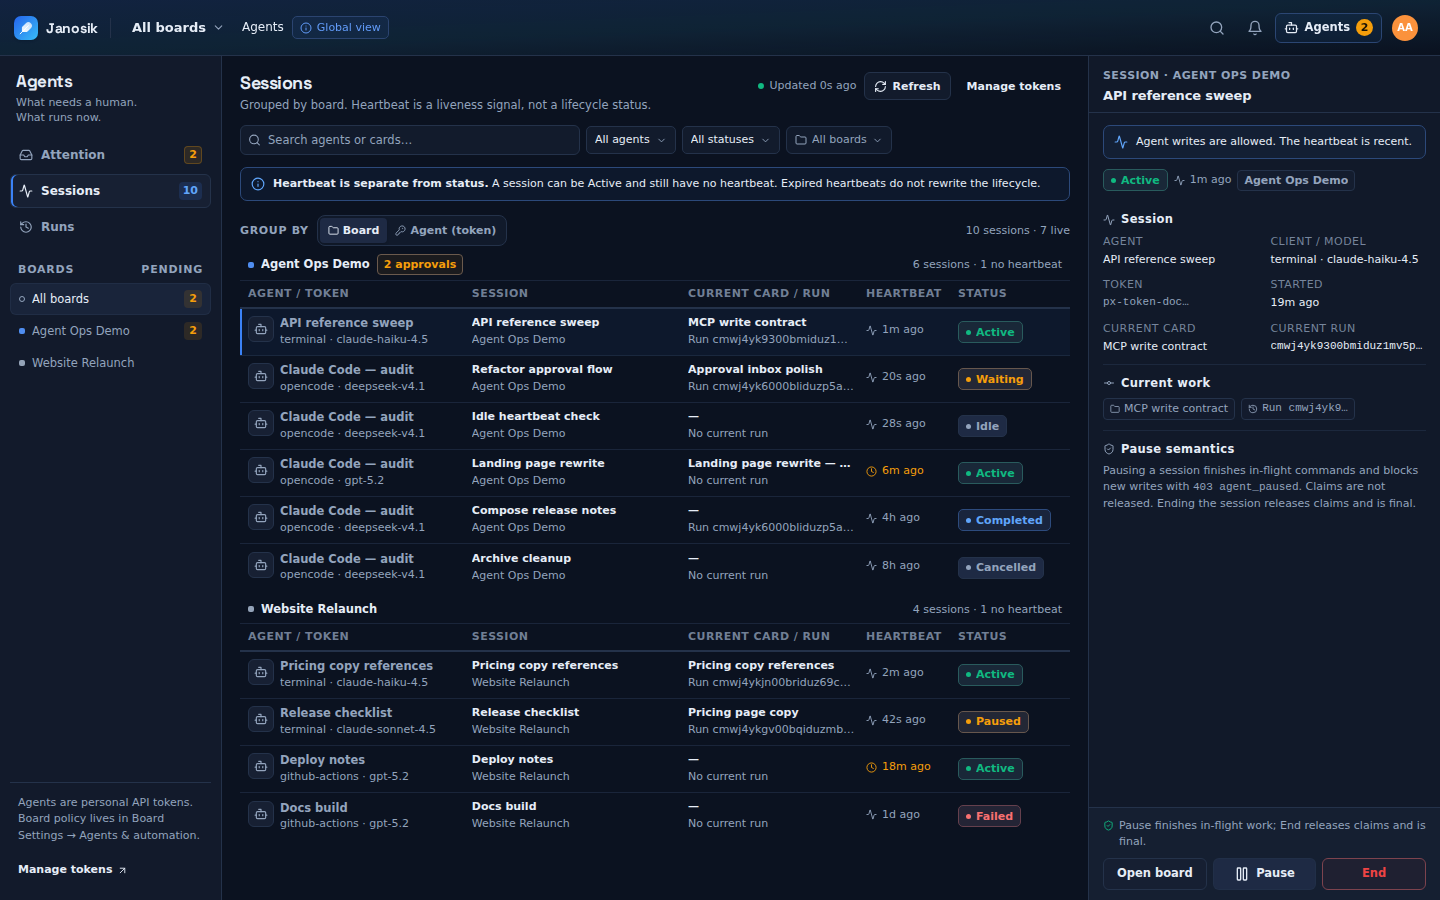 Janosik
All boards
Agents
Global view
Agents 2
AA
Agents
What needs a human.
What runs now.
Attention 2
Sessions 10
Runs
BOARDS PENDING
All boards 2
Agent Ops Demo 2
Website Relaunch
Agents are personal API tokens.
Board policy lives in Board
Settings → Agents & automation.
Manage tokens
Sessions
Grouped by board. Heartbeat is a liveness signal, not a lifecycle status.
Updated 0s ago
Refresh
Manage tokens
Search agents or cards...
All agents
All statuses
All boards
Heartbeat is separate from status. A session can be Active and still have no heartbeat. Expired heartbeats do not rewrite the lifecycle.
GROUP BY Board Agent (token) 10 sessions · 7 live
Agent Ops Demo 2 approvals 6 sessions · 1 no heartbeat
AGENT / TOKEN SESSION CURRENT CARD / RUN HEARTBEAT STATUS
API reference sweep API reference sweep MCP write contract 1m ago Active
terminal · claude-haiku-4.5 Agent Ops Demo Run cmwj4yk9300bmiduz1...
Claude Code — audit Refactor approval flow Approval inbox polish 20s ago Waiting
opencode · deepseek-v4.1 Agent Ops Demo Run cmwj4yk6000bliduzp5a...
Claude Code — audit Idle heartbeat check — 28s ago Idle
opencode · deepseek-v4.1 Agent Ops Demo No current run
Claude Code — audit Landing page rewrite Landing page rewrite — ... 6m ago Active
opencode · gpt-5.2 Agent Ops Demo No current run
Claude Code — audit Compose release notes — 4h ago Completed
opencode · deepseek-v4.1 Agent Ops Demo Run cmwj4yk6000bliduzp5a...
Claude Code — audit Archive cleanup — 8h ago Cancelled
opencode · deepseek-v4.1 Agent Ops Demo No current run
Website Relaunch 4 sessions · 1 no heartbeat
AGENT / TOKEN SESSION CURRENT CARD / RUN HEARTBEAT STATUS
Pricing copy references Pricing copy references Pricing copy references 2m ago Active
terminal · claude-haiku-4.5 Website Relaunch Run cmwj4ykjn00briduz69c...
Release checklist Release checklist Pricing page copy 42s ago Paused
terminal · claude-sonnet-4.5 Website Relaunch Run cmwj4ykgv00bqiduzmb...
Deploy notes Deploy notes — 18m ago Active
github-actions · gpt-5.2 Website Relaunch No current run
Docs build Docs build — 1d ago Failed
github-actions · gpt-5.2 Website Relaunch No current run
SESSION · AGENT OPS DEMO
API reference sweep
Agent writes are allowed. The heartbeat is recent.
Active 1m ago Agent Ops Demo
Session
AGENT CLIENT / MODEL
API reference sweep terminal · claude-haiku-4.5
TOKEN STARTED
px-token-doc... 19m ago
CURRENT CARD CURRENT RUN
MCP write contract cmwj4yk9300bmiduz1mv5p...
Current work
MCP write contract Run cmwj4yk9...
Pause semantics
Pausing a session finishes in-flight commands and blocks
new writes with 403 agent_paused. Claims are not
released. Ending the session releases claims and is final.
Pause finishes in-flight work; End releases claims and is
final.
Open board Pause End